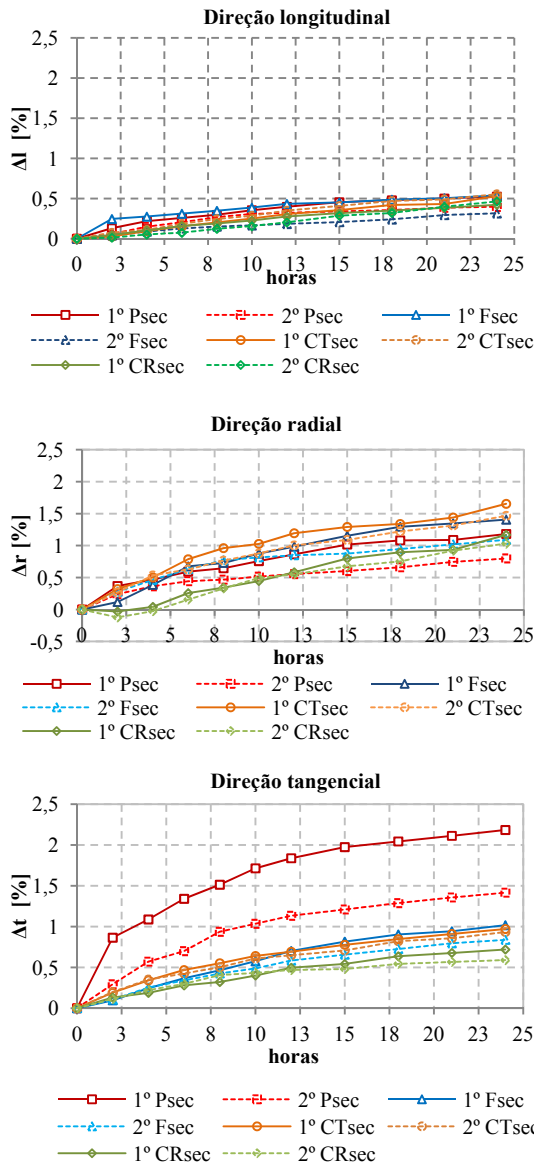 Direção longitudinal
2,5
2
1,5
1
0,5
0
Δl [%]
0 3 5 8 10 13 15 18 20 23 25
horas
1º Psec 2º Psec 1º Fsec
2º Fsec 1º CTsec 2º CTsec
1º CRsec 2º CRsec
Direção radial
2,5
2
1,5
1
0,5
0
-0,5
Δr [%]
0 3 5 8 10 13 15 18 20 23 25
horas
1º Psec 2º Psec 1º Fsec
2º Fsec 1º CTsec 2º CTsec
1º CRsec 2º CRsec
Direção tangencial
2,5
2
1,5
1
0,5
0
Δt [%]
0 3 5 8 10 13 15 18 20 23 25
horas
1º Psec 2º Psec 1º Fsec
2º Fsec 1º CTsec 2º CTsec
1º CRsec 2º CRsec